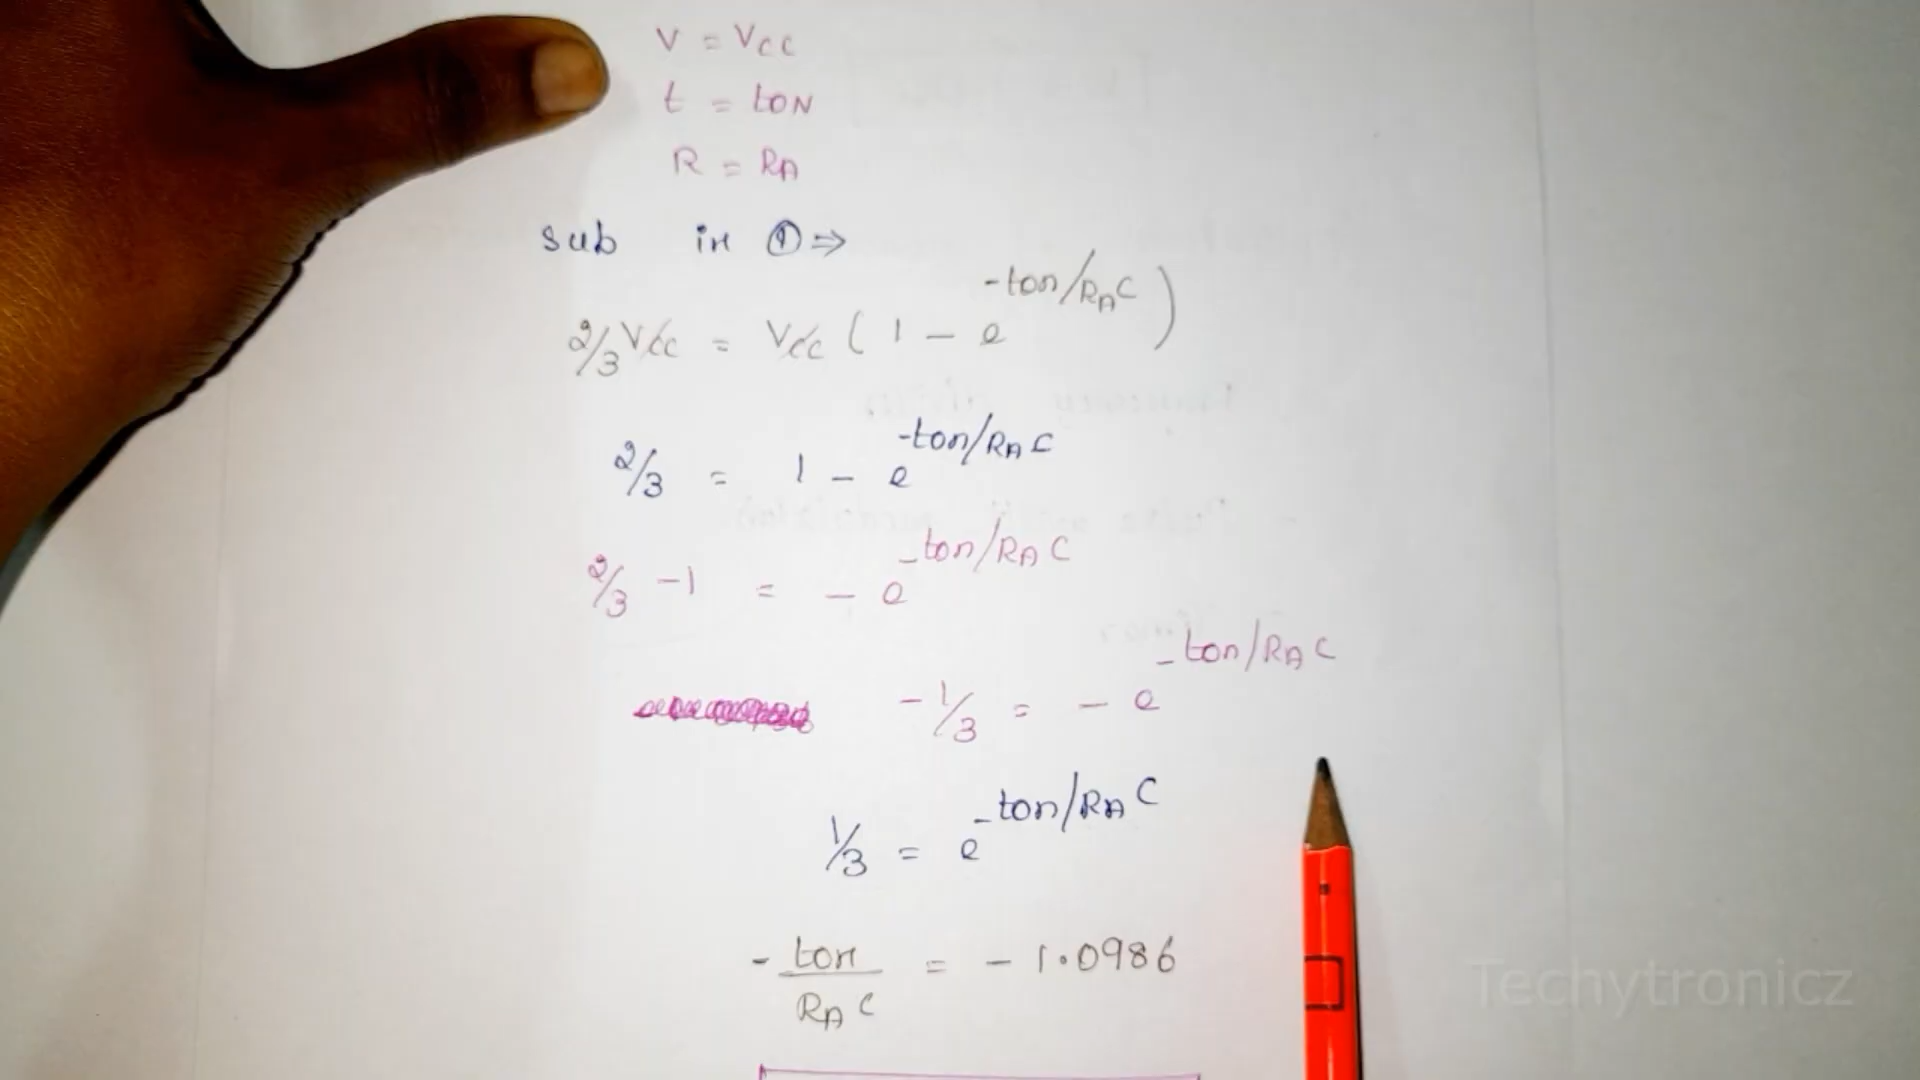 V = VCC
t = tON
R = RA
sub in ① ⇒
2/3 VCC = VCC ( 1 - e^-ton/RAC )
2/3 = 1 - e^-ton/RAC
2/3 -1 = - e^-ton/RAC
-1/3 = - e^-ton/RAC
1/3 = e^-ton/RAC
- ton/RAC = - 1.0986
Techytronicz